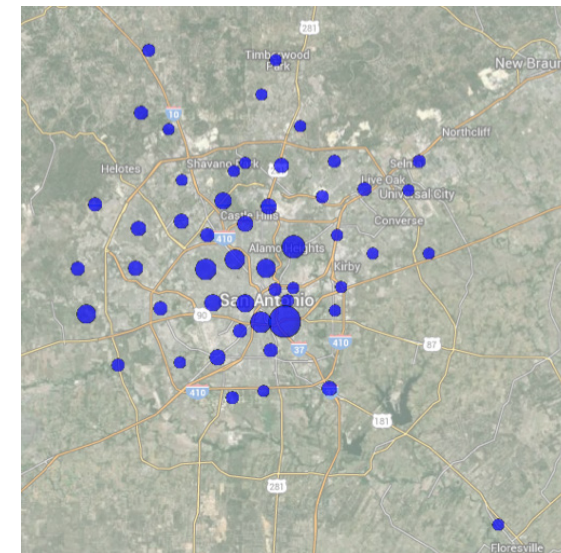 281
Timberwood
Park
New Braun
10
Northcliff
Helotes
Shavano Park
Selm
Live Oak
Universal City
Castle Hills
Converse
410
Alamo Heights
Kirby
San Antonio
90
37
410
87
410
181
281
Floresville